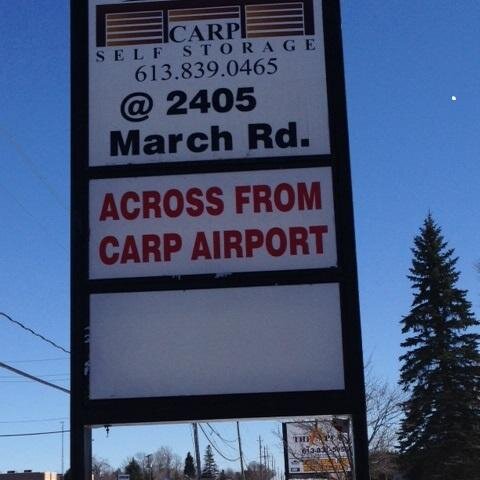 CARP
SELF STORAGE
613.839.0465
@ 2405
March Rd.
ACROSS FROM
CARP AIRPORT